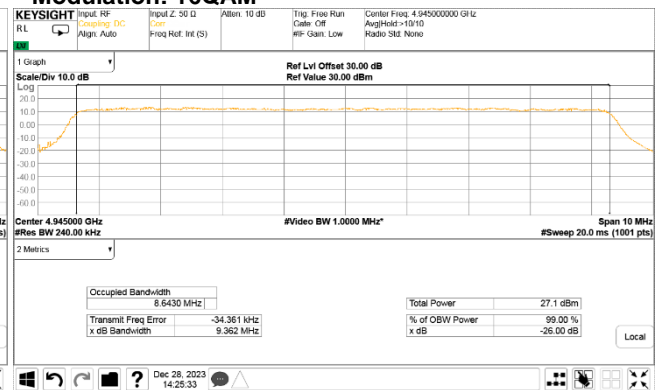 Modulation: 16QAM
KEYSIGHT Input: RF Input Z: 50 Ω Atten: 10 dB Trig: Free Run Center Freq: 4.945000000 GHz
RL Coupling: DC Corr Gate: Off Avg|Hold:>10/10
Align: Auto Freq Ref: Int (S) #IF Gain: Low Radio Std: None
LXI
1 Graph
Ref Lvl Offset 30.00 dB
Scale/Div 10.0 dB Ref Value 30.00 dBm
Log
20.0
10.0
0.00
-10.0
-20.0
-30.0
-40.0
-50.0
-60.0
Center 4.945000 GHz #Video BW 1.0000 MHz* Span 10 MHz
#Res BW 240.00 kHz #Sweep 20.0 ms (1001 pts)
2 Metrics
Occupied Bandwidth
8.6430 MHz Total Power 27.1 dBm
Transmit Freq Error -34.361 kHz % of OBW Power 99.00 %
x dB Bandwidth 9.362 MHz x dB -26.00 dB
Local
? Dec 28, 2023
14:25:33